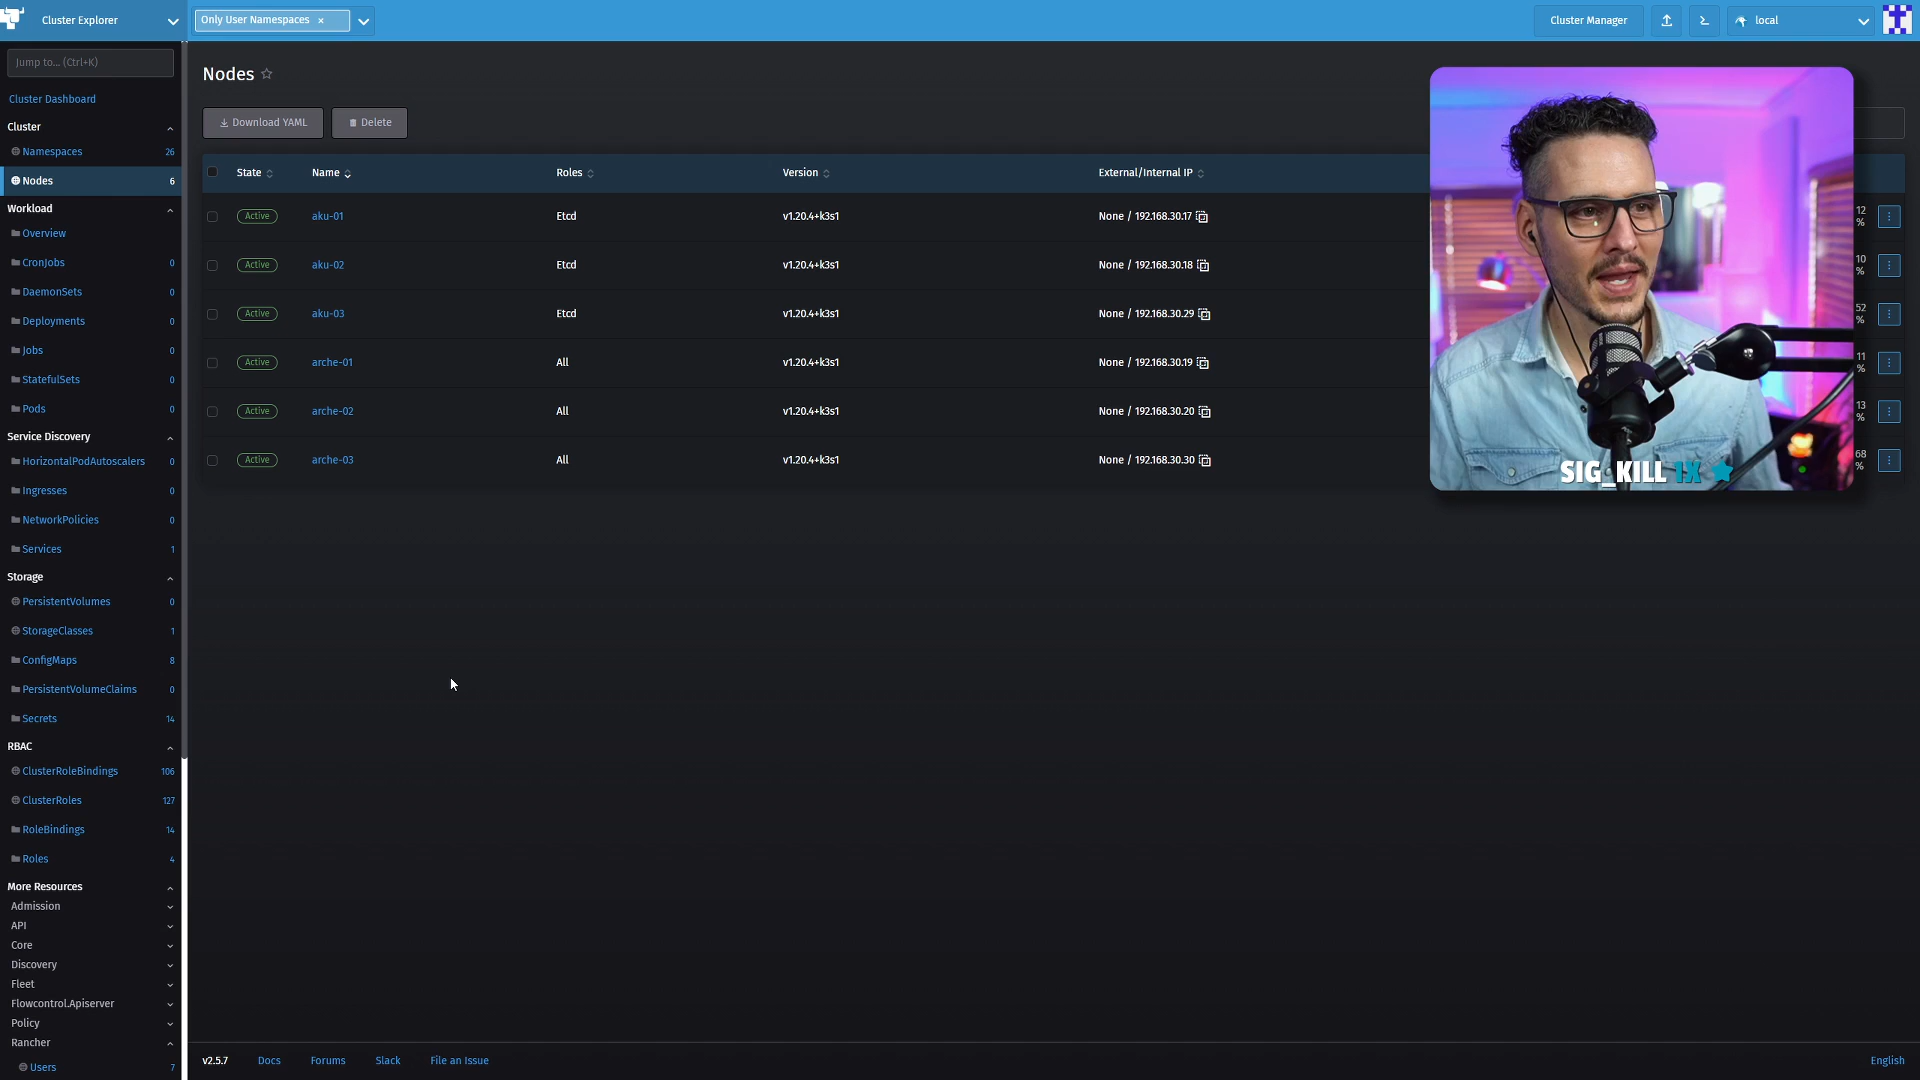 Cluster Explorer
Only User Namespaces ×
Cluster Manager
local
Jump to... (Ctrl+K)
Cluster Dashboard
Cluster
Namespaces 26
Nodes 6
Workload
Overview
CronJobs 0
DaemonSets 0
Deployments 0
Jobs 0
StatefulSets 0
Pods 0
Service Discovery
HorizontalPodAutoscalers 0
Ingresses 0
NetworkPolicies 0
Services 1
Storage
PersistentVolumes 0
StorageClasses 1
ConfigMaps 8
PersistentVolumeClaims 0
Secrets 14
RBAC
ClusterRoleBindings 106
ClusterRoles 127
RoleBindings 14
Roles 4
More Resources
Admission
API
Core
Discovery
Fleet
Flowcontrol.Apiserver
Policy
Rancher
Users 7
Nodes
Download YAML
Delete
State Name Roles Version External/Internal IP
Active aku-01 Etcd v1.20.4+k3s1 None / 192.168.30.17 12 %
Active aku-02 Etcd v1.20.4+k3s1 None / 192.168.30.18 10 %
Active aku-03 Etcd v1.20.4+k3s1 None / 192.168.30.29 52 %
Active arche-01 All v1.20.4+k3s1 None / 192.168.30.19 11 %
Active arche-02 All v1.20.4+k3s1 None / 192.168.30.20 13 %
Active arche-03 All v1.20.4+k3s1 None / 192.168.30.30 68 %
SIG_KILL 1X
v2.5.7 Docs Forums Slack File an Issue English